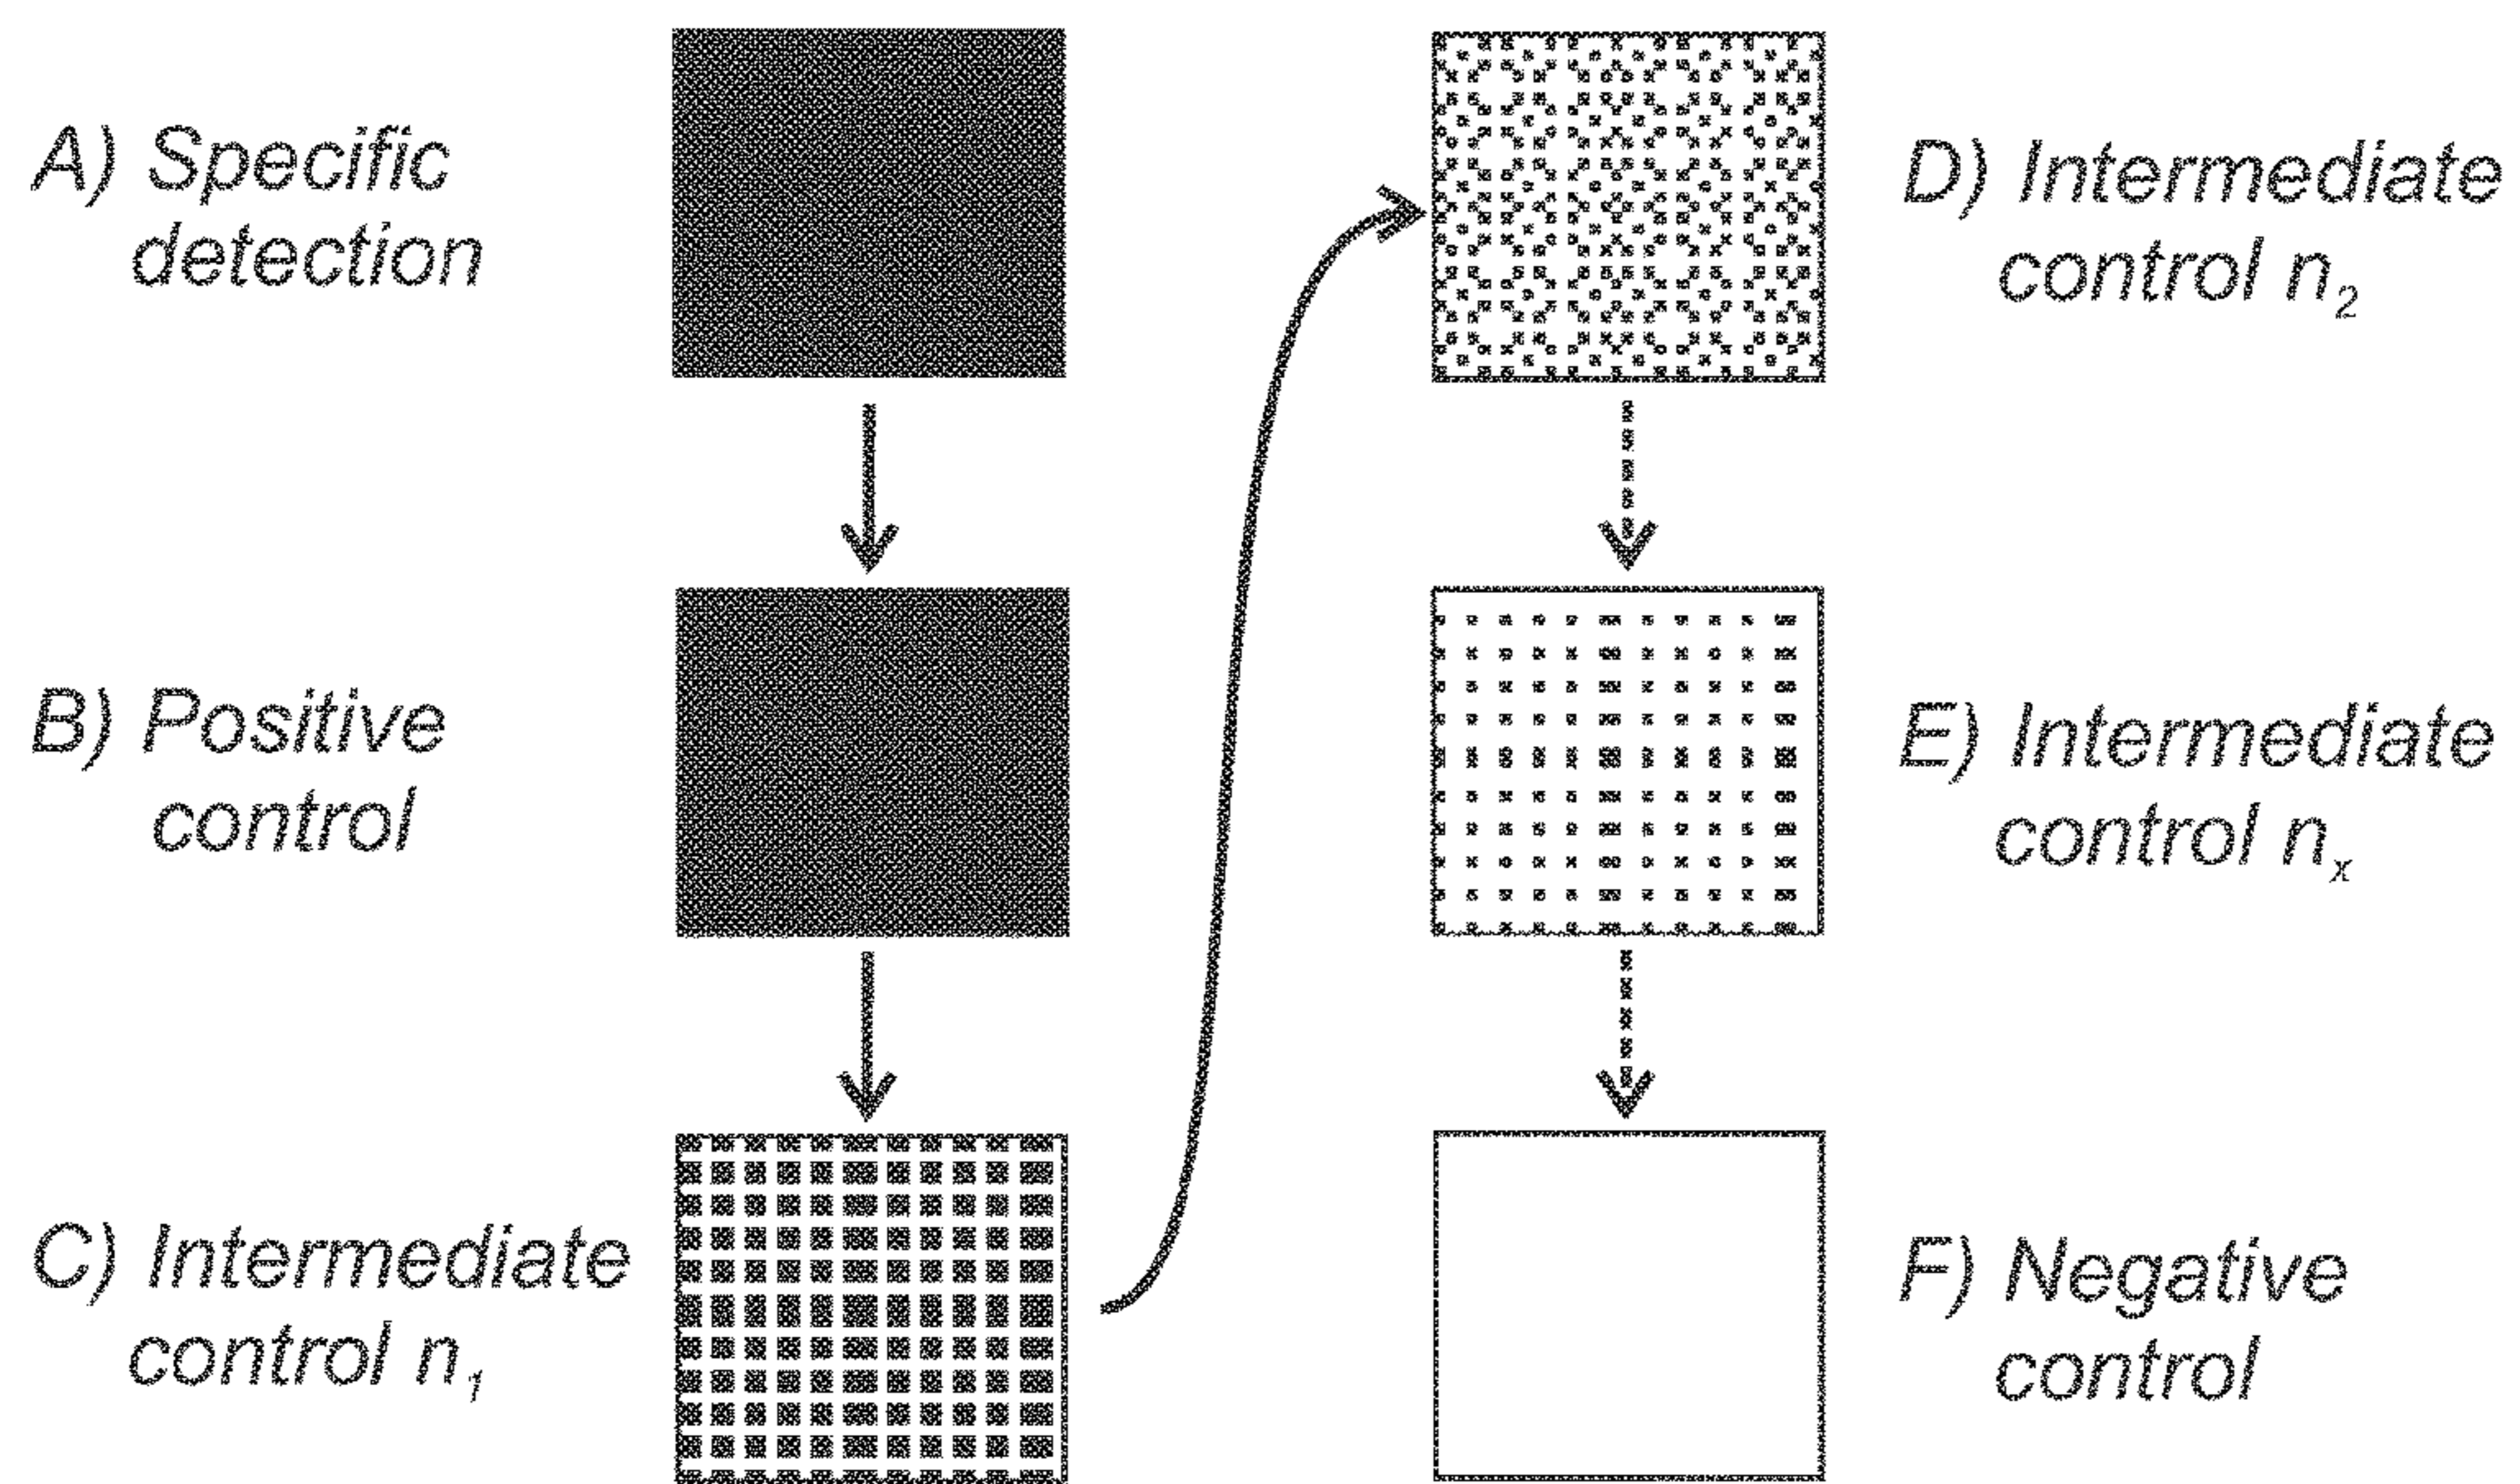 A) Specific
detection
B) Positive
control
C) Intermediate
control n₁
D) Intermediate
control n₂
E) Intermediate
control nₓ
F) Negative
control